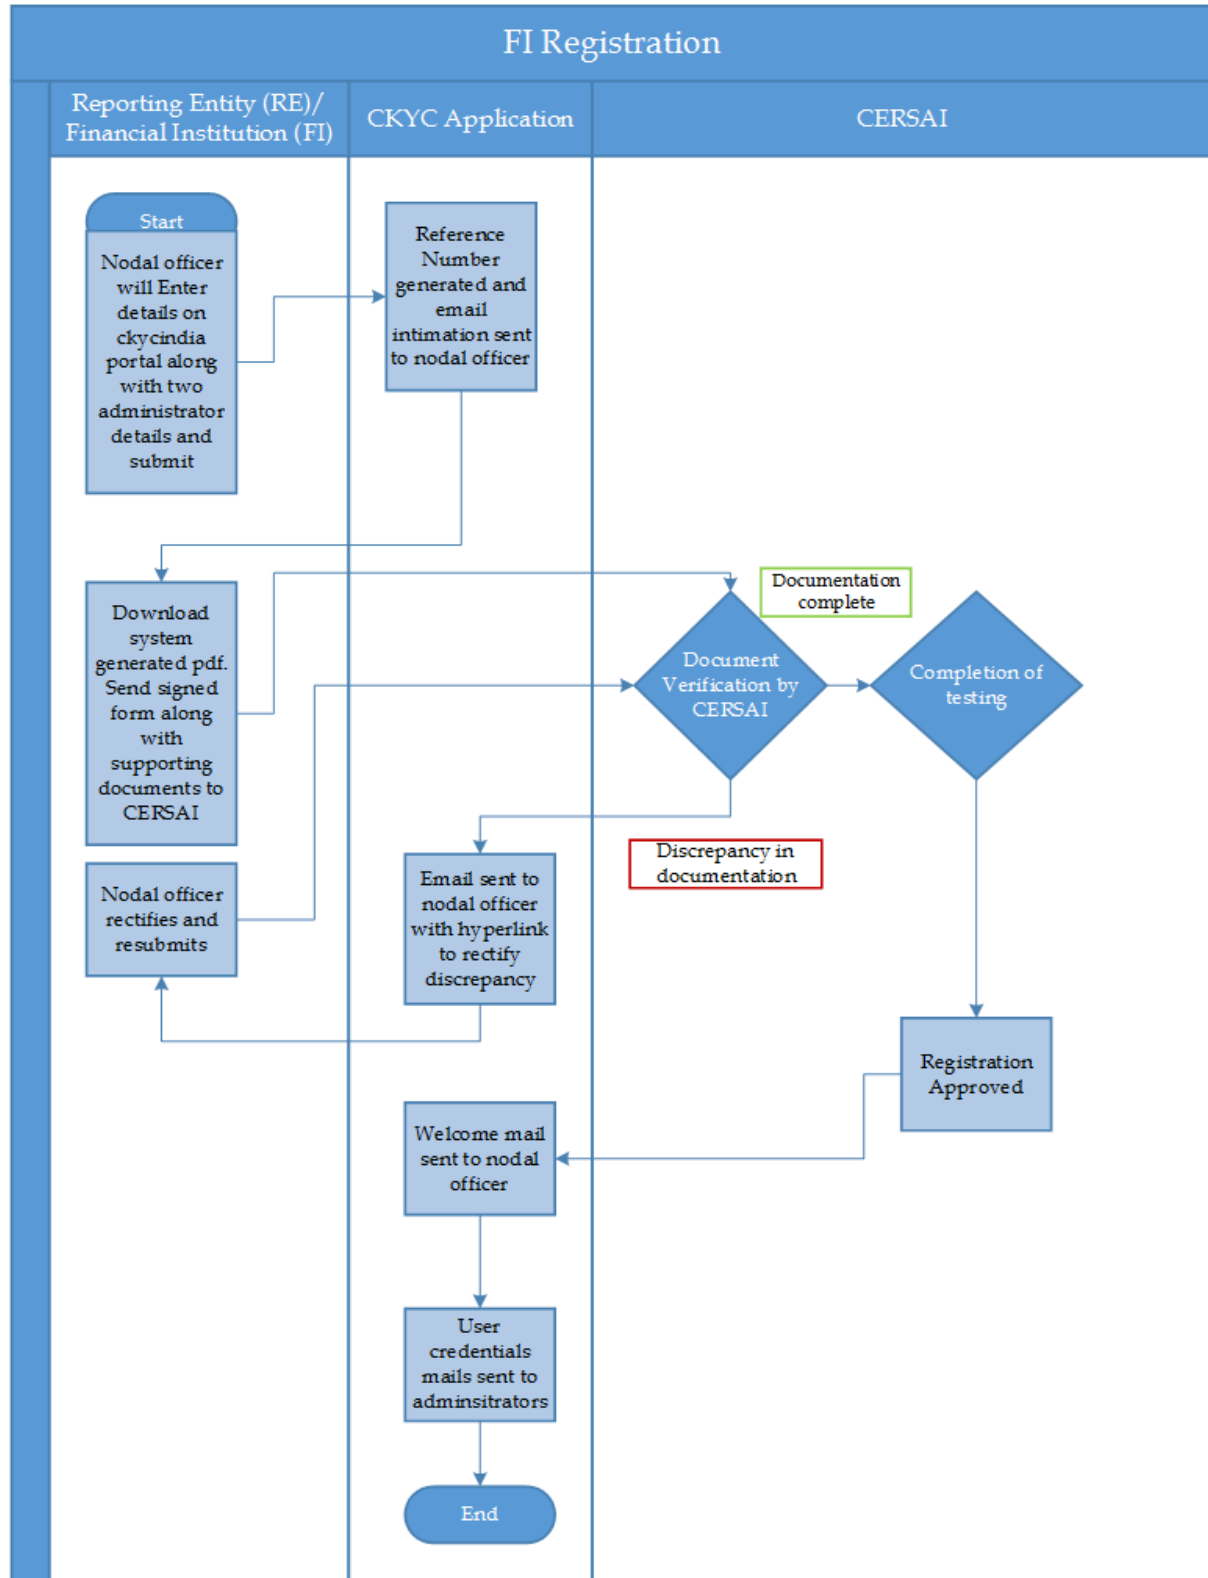 FI Registration
Reporting Entity (RE)/
Financial Institution (FI)
CKYC Application
CERSAI
Start
Nodal officer
will Enter
details on
ckycindia
portal along
with two
administrator
details and
submit
Reference
Number
generated and
email
intimation sent
to nodal officer
Download
system
generated pdf.
Send signed
form along
with
supporting
documents to
CERSAI
Document
Verification by
CERSAI
Documentation
complete
Completion of
testing
Discrepancy in
documentation
Email sent to
nodal officer
with hyperlink
to rectify
discrepancy
Nodal officer
rectifies and
resubmits
Registration
Approved
Welcome mail
sent to nodal
officer
User
credentials
mails sent to
adminsitrators
End